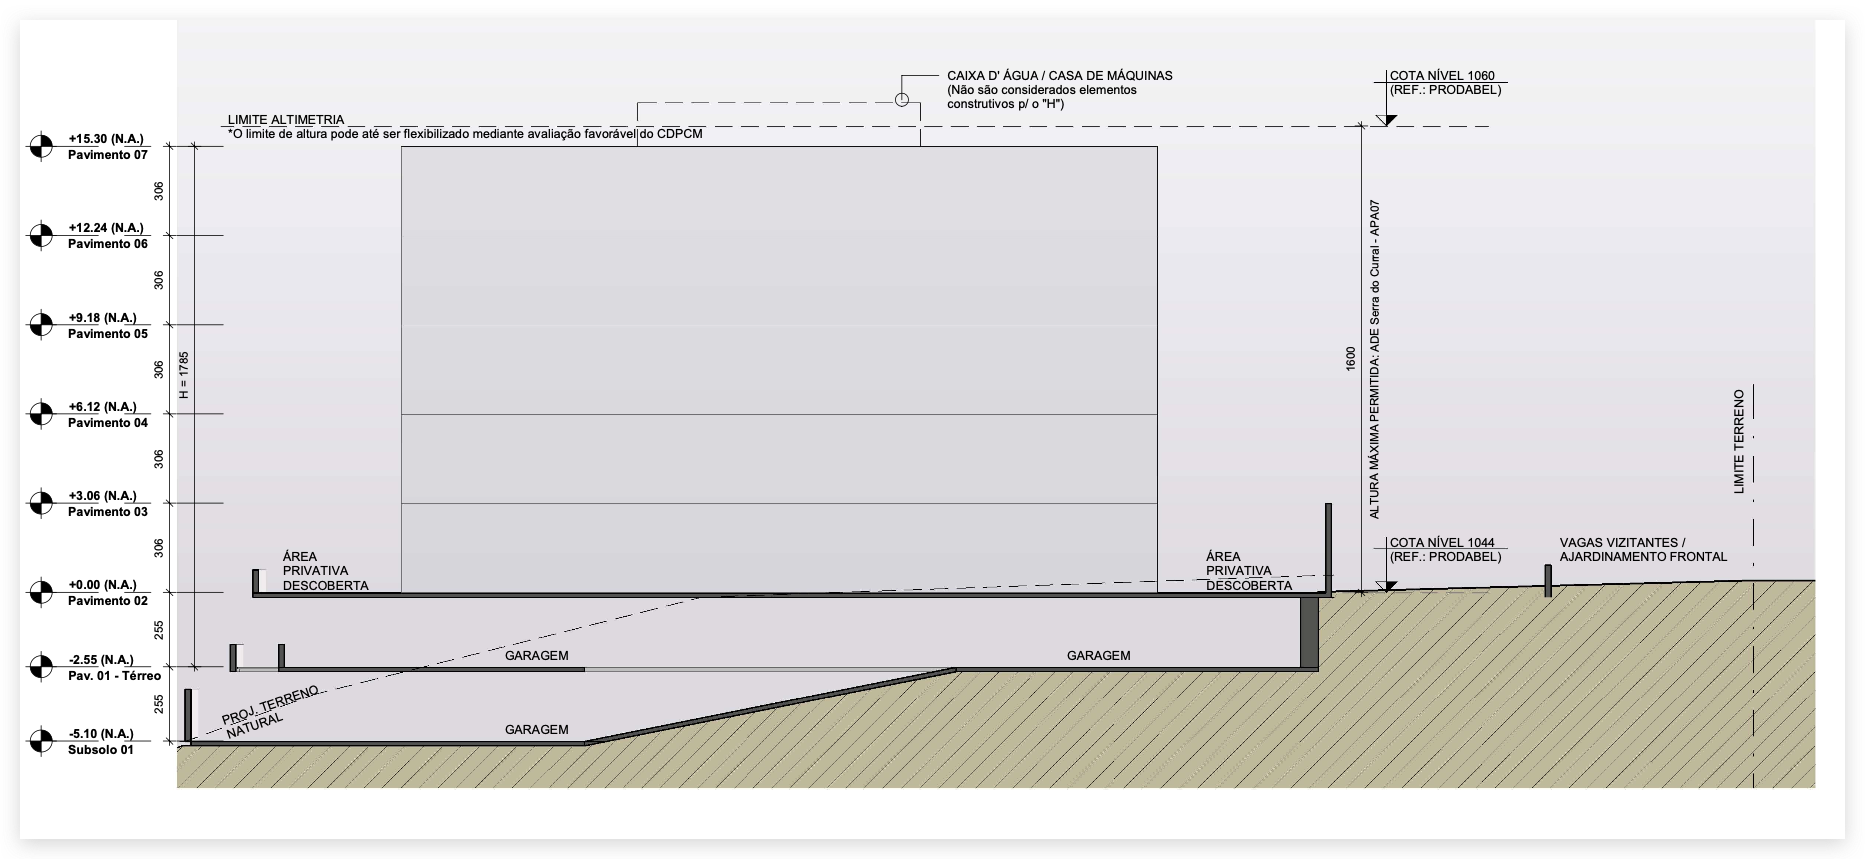 CAIXA D' ÁGUA / CASA DE MÁQUINAS
(Não são considerados elementos
construtivos p/ o "H")
COTA NÍVEL 1060
(REF.: PRODABEL)
LIMITE ALTIMETRIA
*O limite de altura pode até ser flexibilizado mediante avaliação favorável do CDPCM
+15.30 (N.A.)
Pavimento 07
306
+12.24 (N.A.)
Pavimento 06
306
+9.18 (N.A.)
Pavimento 05
306
H = 1785
+6.12 (N.A.)
Pavimento 04
306
+3.06 (N.A.)
Pavimento 03
306
+0.00 (N.A.)
Pavimento 02
255
-2.55 (N.A.)
Pav. 01 - Térreo
255
-5.10 (N.A.)
Subsolo 01
ÁREA
PRIVATIVA
DESCOBERTA
ÁREA
PRIVATIVA
DESCOBERTA
1600
ALTURA MÁXIMA PERMITIDA: ADE Serra do Curral - APA07
COTA NÍVEL 1044
(REF.: PRODABEL)
VAGAS VIZITANTES /
AJARDINAMENTO FRONTAL
LIMITE TERRENO
GARAGEM
GARAGEM
PROJ. TERRENO
NATURAL
GARAGEM